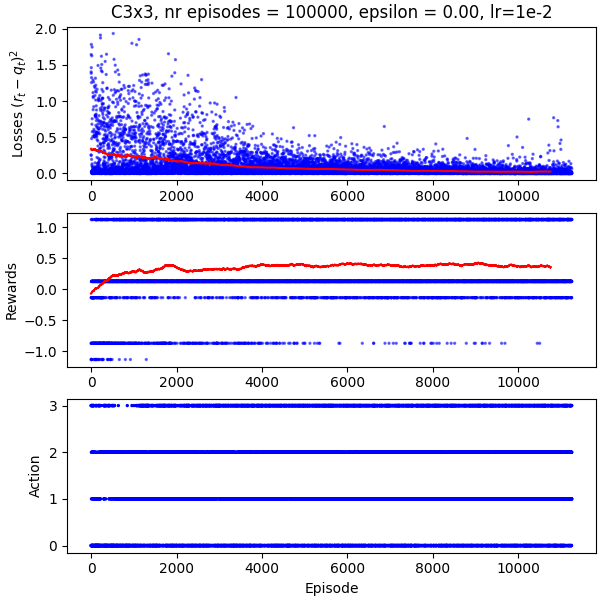 C3x3, nr episodes = 100000, epsilon = 0.00, lr=1e-2
Losses (rₜ − qₜ)²
2.0
1.5
1.0
0.5
0.0
0 2000 4000 6000 8000 10000
Rewards
1.0
0.5
0.0
−0.5
−1.0
0 2000 4000 6000 8000 10000
Action
3
2
1
0
0 2000 4000 6000 8000 10000
Episode